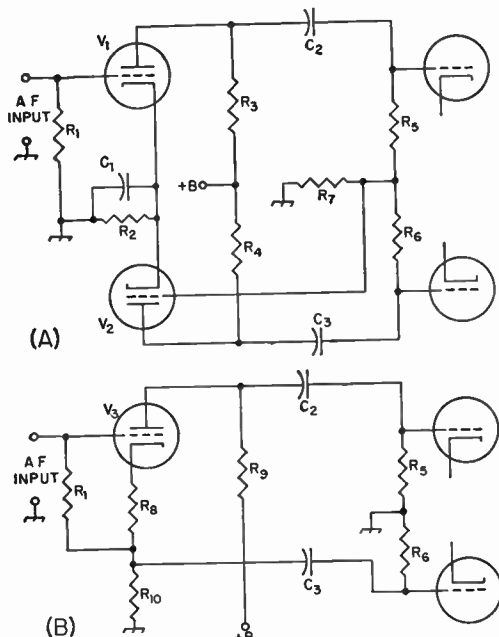 V1
C2
A F
INPUT
R1
R3
R5
C1
+B
R7
R2
R4
R6
V2
C3
(A)
V3
C2
A F
INPUT
R1
R8
R9
R5
R6
C3
R10
(B)